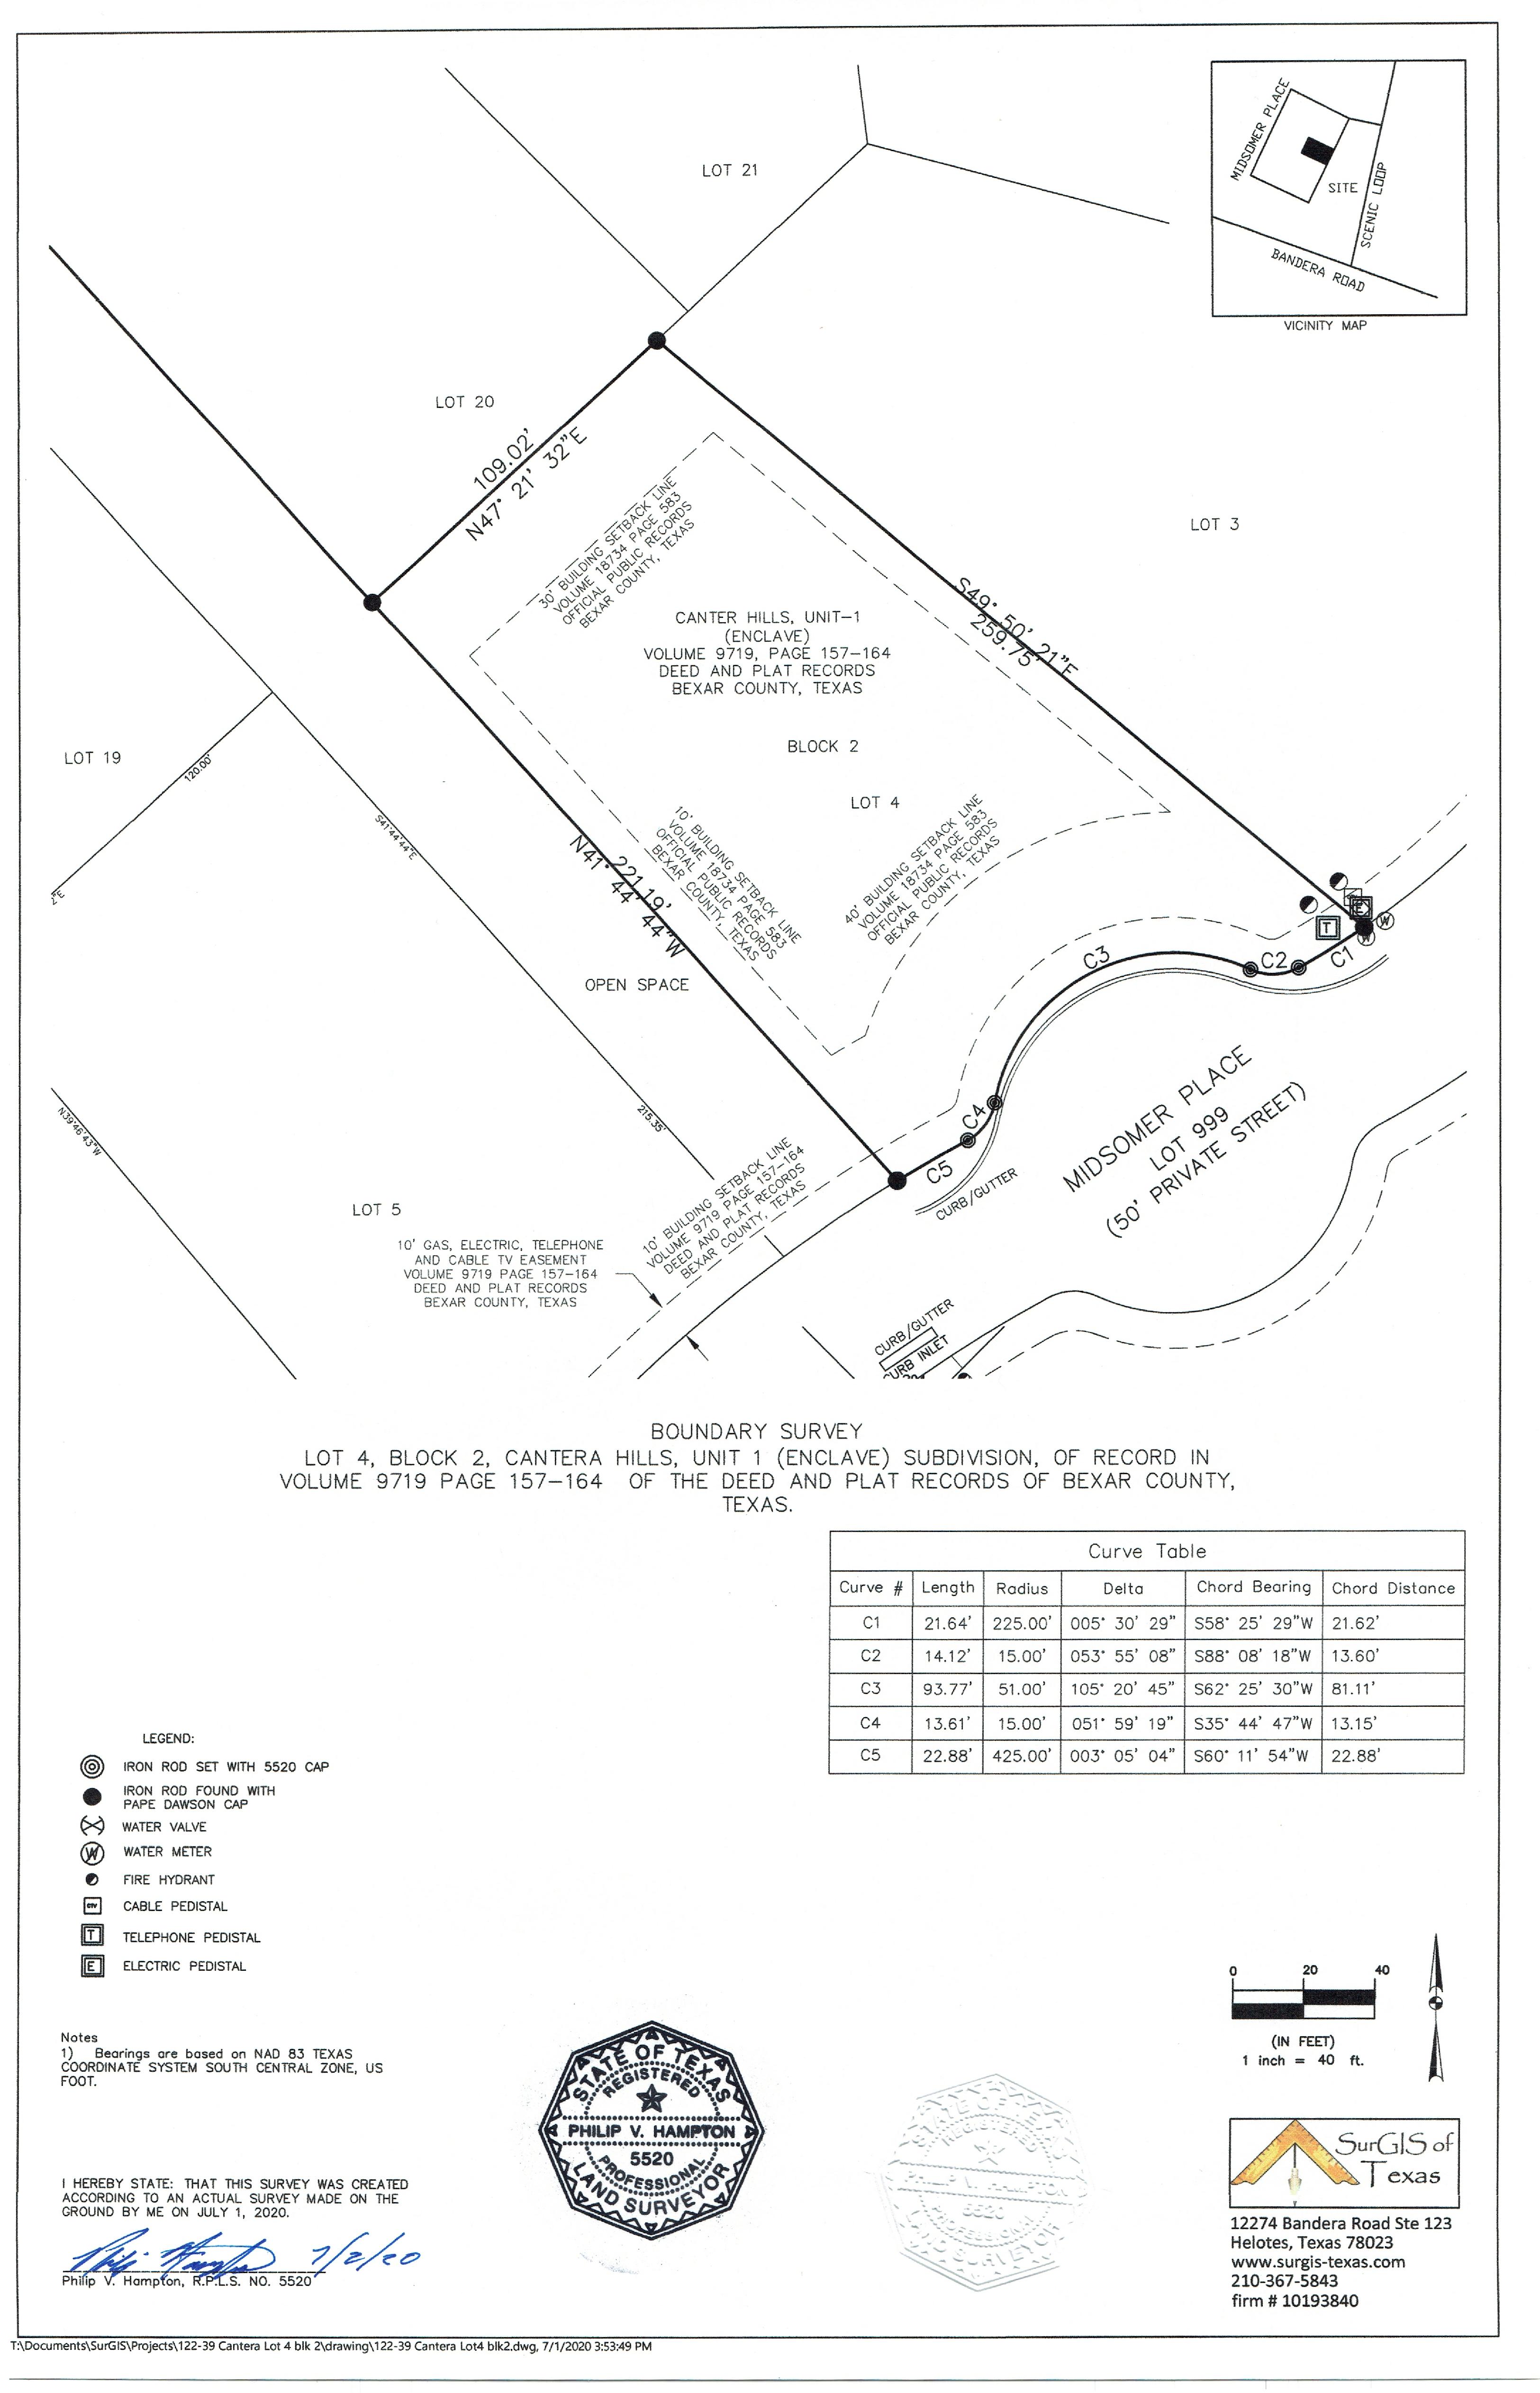 MIDSOMER PLACE
SITE
SCENIC LOOP
BANDERA ROAD
VICINITY MAP
LOT 21
LOT 20
109.02'
N47° 21' 32"E
LOT 3
30' BUILDING SETBACK LINE
VOLUME 18734 PAGE 583
OFFICIAL PUBLIC RECORDS
BEXAR COUNTY, TEXAS
S49° 50' 21"E
259.75'
CANTER HILLS, UNIT-1
(ENCLAVE)
VOLUME 9719, PAGE 157-164
DEED AND PLAT RECORDS
BEXAR COUNTY, TEXAS
BLOCK 2
LOT 4
LOT 19
120.00'
S41°44'44"E
10' BUILDING SETBACK LINE
VOLUME 18734 PAGE 583
OFFICIAL PUBLIC RECORDS
BEXAR COUNTY, TEXAS
40' BUILDING SETBACK LINE
VOLUME 18734 PAGE 583
OFFICIAL PUBLIC RECORDS
BEXAR COUNTY, TEXAS
221.19'
N41° 44' 44"W
OPEN SPACE
E
T
W
W
C1
C2
C3
C4
C5
N39°46'43"W
215.35'
MIDSOMER PLACE
LOT 999
(50' PRIVATE STREET)
CURB/GUTTER
LOT 5
10' BUILDING SETBACK LINE
VOLUME 9719 PAGE 157-164
DEED AND PLAT RECORDS
BEXAR COUNTY, TEXAS
10' GAS, ELECTRIC, TELEPHONE
AND CABLE TV EASEMENT
VOLUME 9719 PAGE 157-164
DEED AND PLAT RECORDS
BEXAR COUNTY, TEXAS
CURB/GUTTER
CURB INLET
BOUNDARY SURVEY
LOT 4, BLOCK 2, CANTERA HILLS, UNIT 1 (ENCLAVE) SUBDIVISION, OF RECORD IN
VOLUME 9719 PAGE 157-164 OF THE DEED AND PLAT RECORDS OF BEXAR COUNTY,
TEXAS.
Curve Table
Curve # Length Radius Delta Chord Bearing Chord Distance
C1 21.64' 225.00' 005° 30' 29" S58° 25' 29"W 21.62'
C2 14.12' 15.00' 053° 55' 08" S88° 08' 18"W 13.60'
C3 93.77' 51.00' 105° 20' 45" S62° 25' 30"W 81.11'
C4 13.61' 15.00' 051° 59' 19" S35° 44' 47"W 13.15'
C5 22.88' 425.00' 003° 05' 04" S60° 11' 54"W 22.88'
LEGEND:
IRON ROD SET WITH 5520 CAP
IRON ROD FOUND WITH
PAPE DAWSON CAP
WATER VALVE
W WATER METER
FIRE HYDRANT
CTV CABLE PEDISTAL
T TELEPHONE PEDISTAL
E ELECTRIC PEDISTAL
0 20 40
(IN FEET)
1 inch = 40 ft.
Notes
1) Bearings are based on NAD 83 TEXAS
COORDINATE SYSTEM SOUTH CENTRAL ZONE, US
FOOT.
STATE OF TEXAS
REGISTERED
PHILIP V. HAMPTON
5520
PROFESSIONAL
LAND SURVEYOR
STATE OF TEXAS
REGISTERED
PHILIP V. HAMPTON
5520
PROFESSIONAL
LAND SURVEYOR
SurGIS of
Texas
I HEREBY STATE: THAT THIS SURVEY WAS CREATED
ACCORDING TO AN ACTUAL SURVEY MADE ON THE
GROUND BY ME ON JULY 1, 2020.
7/2/20
Philip V. Hampton, R.P.L.S. NO. 5520
12274 Bandera Road Ste 123
Helotes, Texas 78023
www.surgis-texas.com
210-367-5843
firm # 10193840
T:\Documents\SurGIS\Projects\122-39 Cantera Lot 4 blk 2\drawing\122-39 Cantera Lot4 blk2.dwg, 7/1/2020 3:53:49 PM